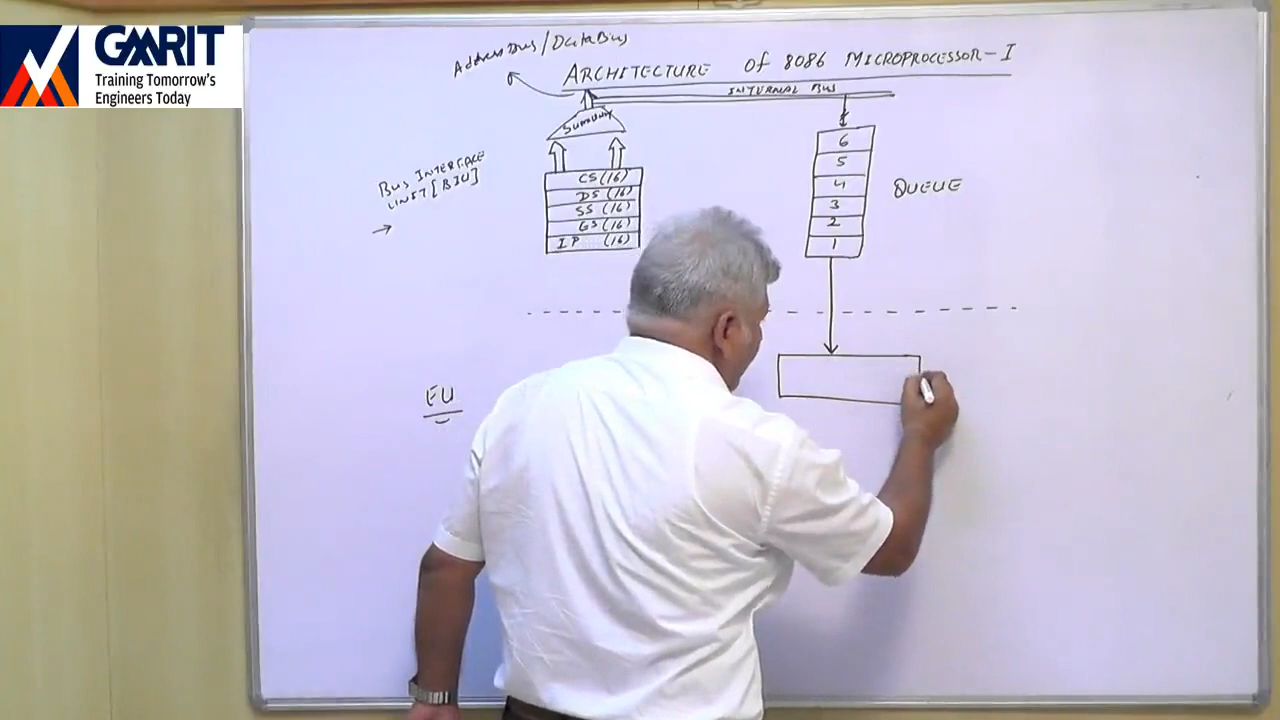 GMRIT
Training Tomorrow's
Engineers Today
Address Bus/Data Bus
ARCHITECTURE of 8086 MICROPROCESSOR-I
INTERNAL BUS
Summer
BUS INTERFACE
UNIT [BIU]
CS(16)
DS(16)
SS(16)
ES(16)
IP (16)
6
5
4
3
2
1
QUEUE
EU